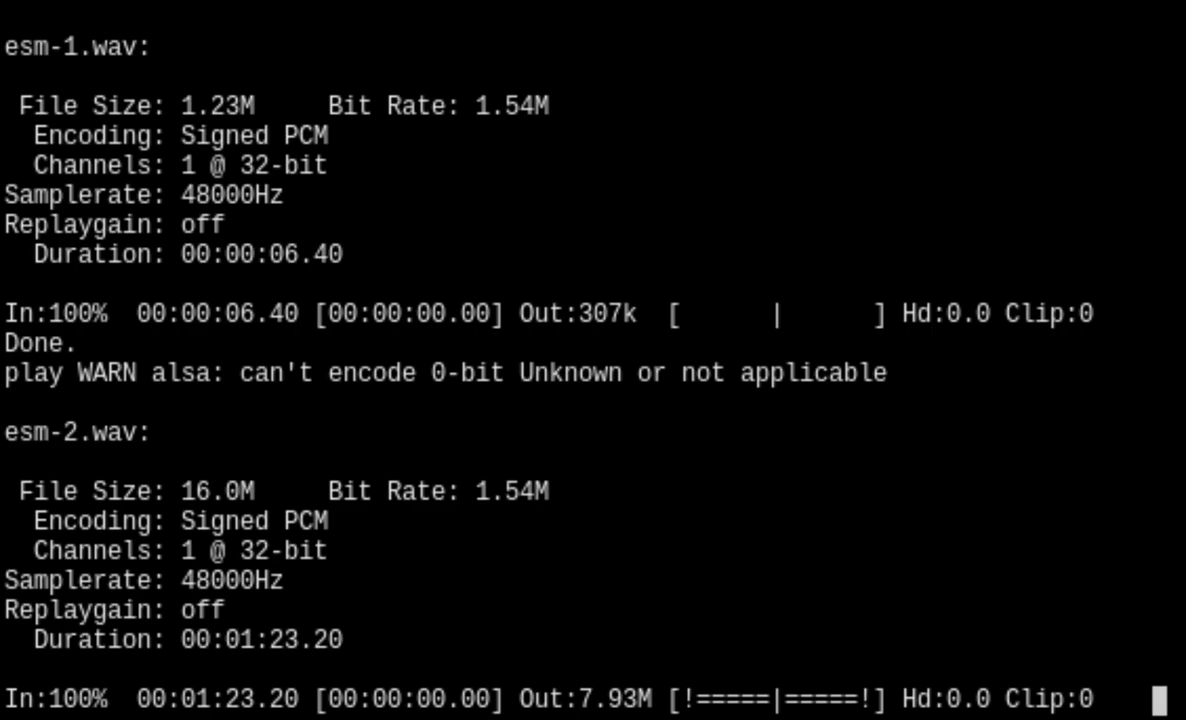 esm-1.wav:

 File Size: 1.23M     Bit Rate: 1.54M
  Encoding: Signed PCM
  Channels: 1 @ 32-bit
Samplerate: 48000Hz
Replaygain: off
  Duration: 00:00:06.40

In:100%  00:00:06.40 [00:00:00.00] Out:307k  [      |      ] Hd:0.0 Clip:0
Done.
play WARN alsa: can't encode 0-bit Unknown or not applicable

esm-2.wav:

 File Size: 16.0M     Bit Rate: 1.54M
  Encoding: Signed PCM
  Channels: 1 @ 32-bit
Samplerate: 48000Hz
Replaygain: off
  Duration: 00:01:23.20

In:100%  00:01:23.20 [00:00:00.00] Out:7.93M [!=====|=====!] Hd:0.0 Clip:0